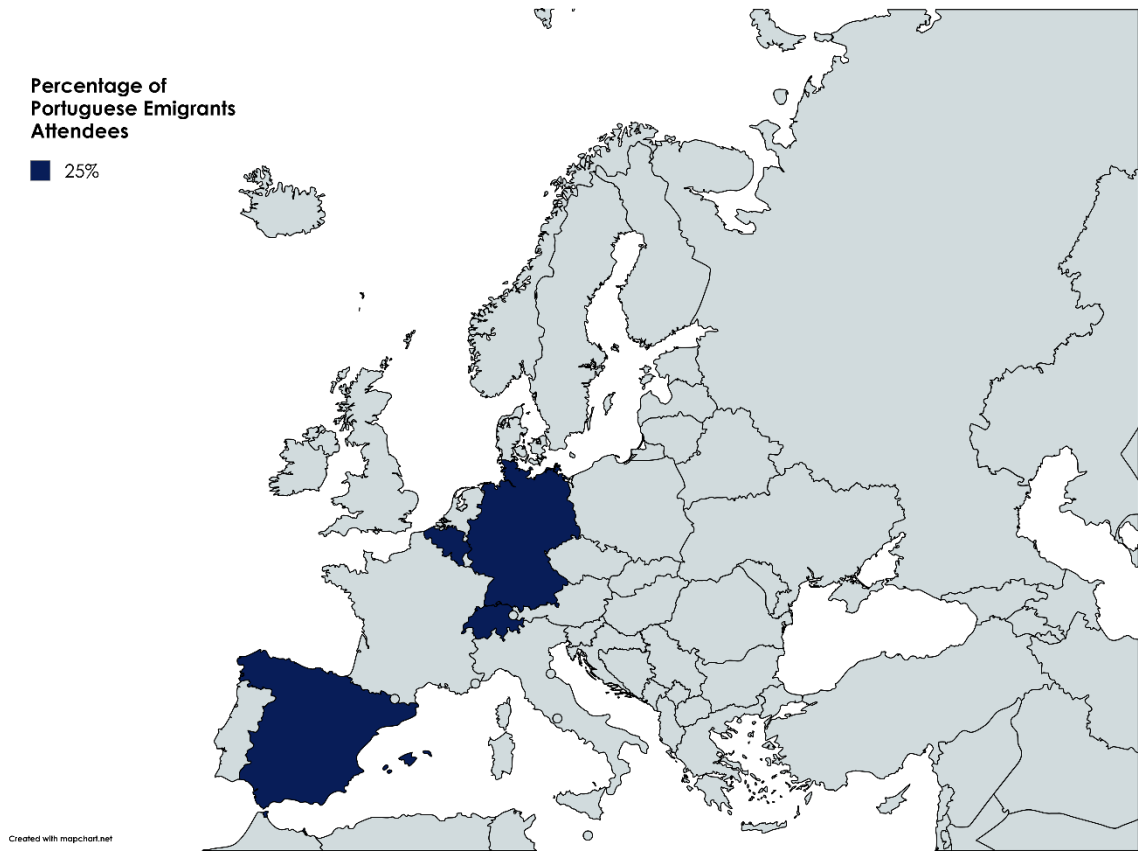 Percentage of
Portuguese Emigrants
Attendees
25%
Created with mapchart.net